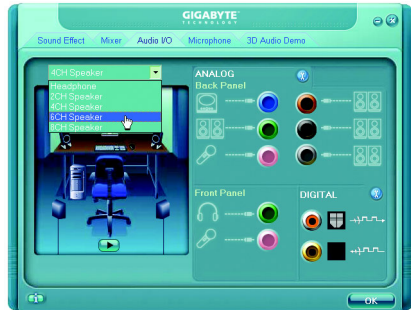 GIGABYTE
TECHNOLOGY
Sound Effect Mixer Audio I/O Microphone 3D Audio Demo
4CH Speaker
Headphone
2CH Speaker
4CH Speaker
6CH Speaker
8CH Speaker
ANALOG
Back Panel
Front Panel
DIGITAL
OK